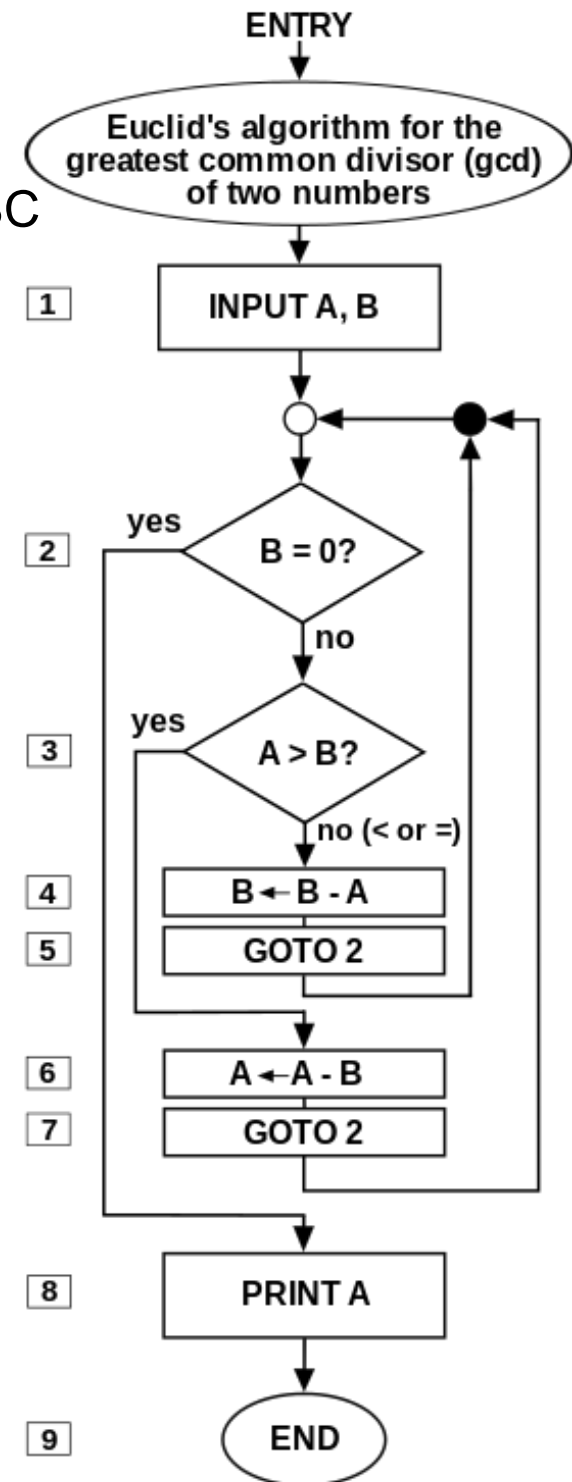 ENTRY
Euclid's algorithm for the
greatest common divisor (gcd)
of two numbers
1
INPUT A, B
yes
2
B = 0?
no
yes
3
A > B?
no (< or =)
4
B ← B - A
5
GOTO 2
6
A ← A - B
7
GOTO 2
8
PRINT A
9
END